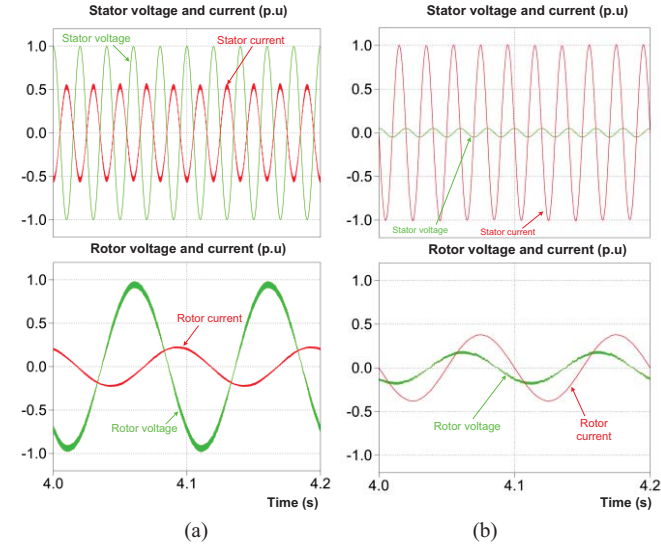 Stator voltage and current (p.u)
Stator voltage
Stator current
1.0
0.5
0.0
-0.5
-1.0
Rotor voltage and current (p.u)
1.0
0.5
0.0
-0.5
-1.0
Rotor current
Rotor voltage
4.0
4.1
4.2
Time (s)
(a)
Stator voltage and current (p.u)
1.0
0.5
0.0
-0.5
-1.0
Stator voltage
Stator current
Rotor voltage and current (p.u)
1.0
0.5
0.0
-0.5
-1.0
Rotor voltage
Rotor
current
4.0
4.1
4.2
Time (s)
(b)